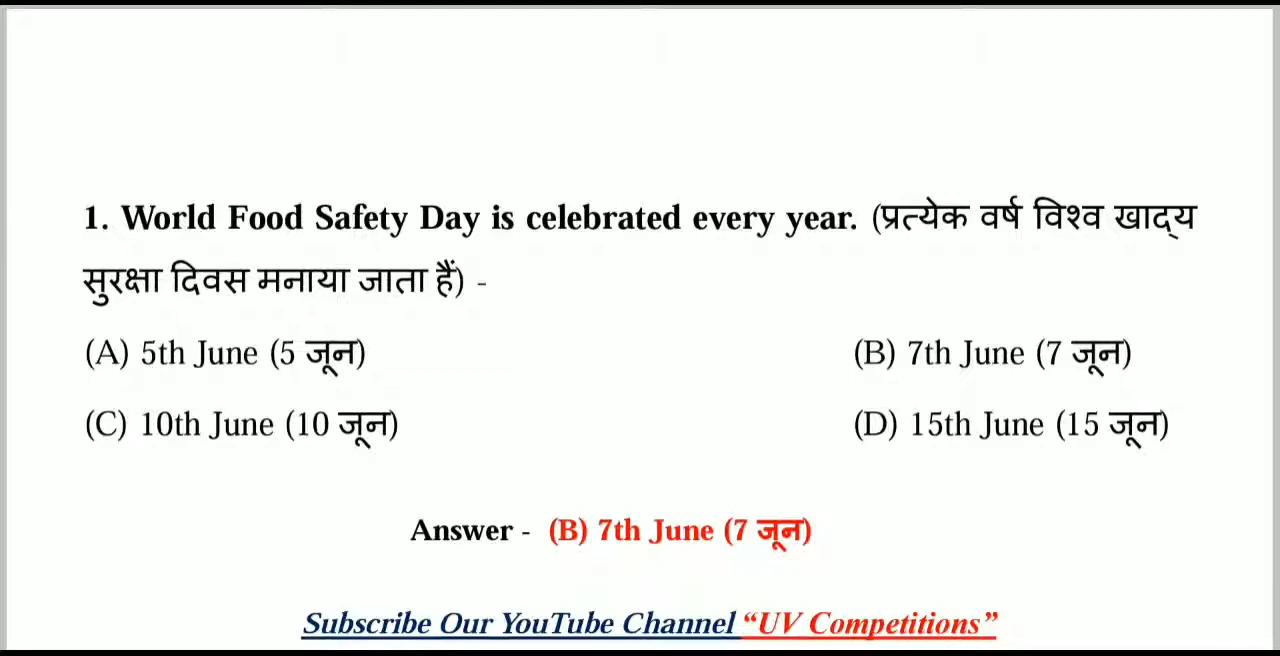 1. World Food Safety Day is celebrated every year. (प्रत्येक वर्ष विश्व खाद्य
सुरक्षा दिवस मनाया जाता हैं) -
(A) 5th June (5 जून) (B) 7th June (7 जून)
(C) 10th June (10 जून) (D) 15th June (15 जून)
Answer - (B) 7th June (7 जून)
Subscribe Our YouTube Channel “UV Competitions”